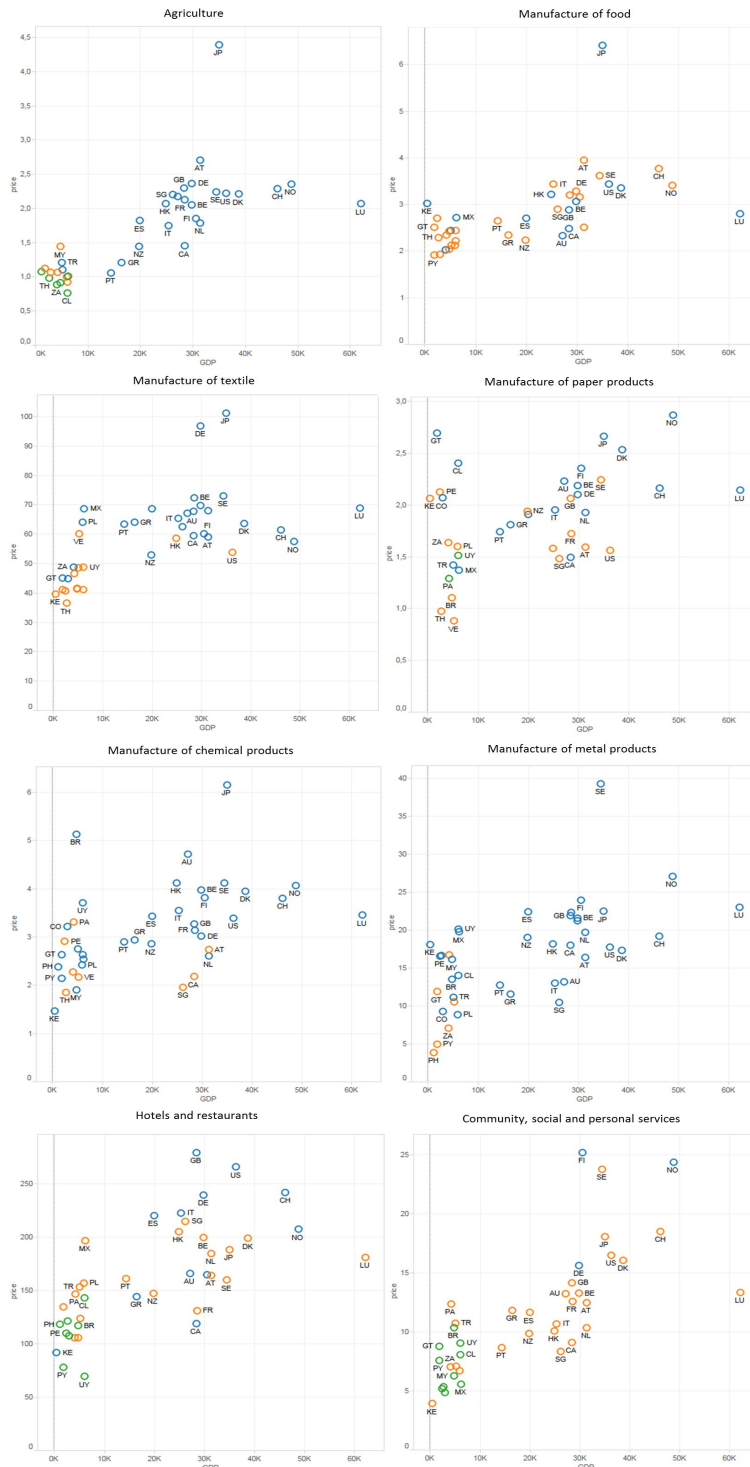 Agriculture
4,5
4,0
3,5
3,0
2,5
2,0
1,5
1,0
0,5
0,0
price
JP
AT
GB DE
SG
FR
HK BE
SE US DK
CH NO
LU
ES
IT
FI
NL
NZ
CA
GR
PT
MY
TR
TH
ZA
CL
0K 10K 20K 30K 40K 50K 60K
GDP
Manufacture of food
6
5
4
3
2
1
0
price
JP
AT
SE
CH
NO
IT DE
US DK
HK
KE
MX
SG GB BE
LU
GT
PT ES
TH
GR
AU CA
PY
0K 10K 20K 30K 40K 50K 60K
GDP
Manufacture of textile
100
90
80
70
60
50
40
30
20
10
0
price
JP
DE
BE SE
MX
LU
PL
GR
IT AU FI
DK
VE
HK CA AT
CH
NO
NZ
US
ZA UY
GT
KE
TH
0K 10K 20K 30K 40K 50K 60K
GDP
Manufacture of paper products
3,0
2,5
2,0
1,5
1,0
0,5
0,0
price
NO
GT
JP
DK
CL
FI
AU BE SE
DE
CH LU
PE
KE CO
GB
NZ
IT NL
GR
PT
ZA PL
FR
UY
AT US
SG CA
TR MX
PA
BR
TH
VE
0K 10K 20K 30K 40K 50K 60K
GDP
Manufacture of chemical products
6
5
4
3
2
1
0
price
JP
BR
AU
HK BE SE
NO
DK
CH
FI
UY
IT
ES
LU
US
PA
CO
GB
FR DE
GR
PT NZ
PE
AT
NL
GT
PH PL
PY VE
CA
SG
TH MY
KE
0K 10K 20K 30K 40K 50K 60K
GDP
Manufacture of metal products
40
35
30
25
20
15
10
5
0
price
SE
NO
FI
LU
ES GB BE JP
UY
MX
NZ NL
CH
KE
HK CA
US DK
PE MY
AT
CL
BR
IT AU
PT
GT TR
GR
SG
CO PL
ZA
PY
PH
0K 10K 20K 30K 40K 50K 60K
GDP
Hotels and restaurants
250
200
150
100
50
0
price
GB
US
DE
CH
ES IT
SG
HK BE
NO
DK
MX
NL JP
LU
AU AT
SE
TR PL
PT
PA CL
GR NZ
FR
PH BR
PE
CA
KE
PY
UY
0K 10K 20K 30K 40K 50K 60K
GDP
Community, social and personal services
25
20
15
10
5
0
price
FI
NO
SE
JP
CH
US
DK
DE
GB
AU BE
LU
FR AT
PA
GR ES
TR
IT
BR
HK NL
NZ
GT UY
CA
PT
SG
PY ZA CL
MY
MX
KE
0K 10K 20K 30K 40K 50K 60K
GDP